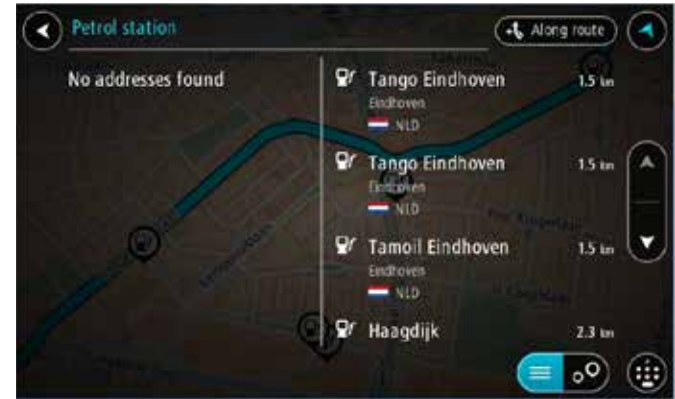 Petrol station
Along route
No addresses found
Tango Eindhoven 1.5 km
Eindhoven
NLD
Tango Eindhoven 1.5 km
Eindhoven
NLD
Tamoil Eindhoven 1.5 km
Eindhoven
NLD
Haagdijk 2.3 km